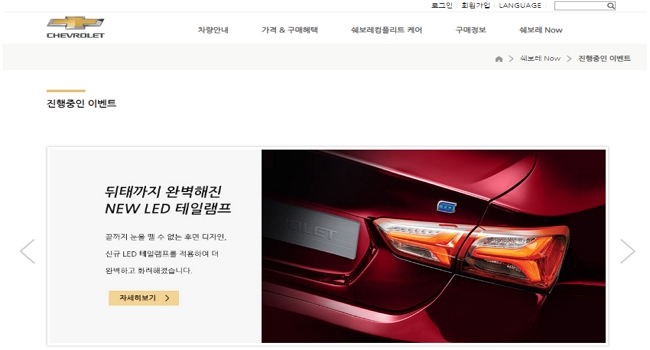 로그인 회원가입 LANGUAGE
CHEVROLET
차량안내 가격 & 구매혜택 쉐보레컴플리트 케어 구매정보 쉐보레 Now
쉐보레 Now 진행중인 이벤트
진행중인 이벤트
뒤태까지 완벽해진
NEW LED 테일램프
끝까지 눈을 뗄 수 없는 후면 디자인,
신규 LED 테일램프를 적용하여 더
완벽하고 화려해졌습니다.
자세히보기